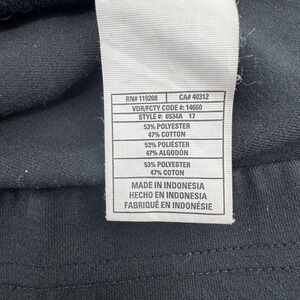 RN# 119208 CA# 40312
VDR/FCTY CODE #: 14660
STYLE #: 6534A 17
53% POLYESTER
47% COTTON
53% POLIÉSTER
47% ALGODÓN
53% POLYESTER
47% COTON
MADE IN INDONESIA
HECHO EN INDONESIA
FABRIQUÉ EN INDONÉSIE